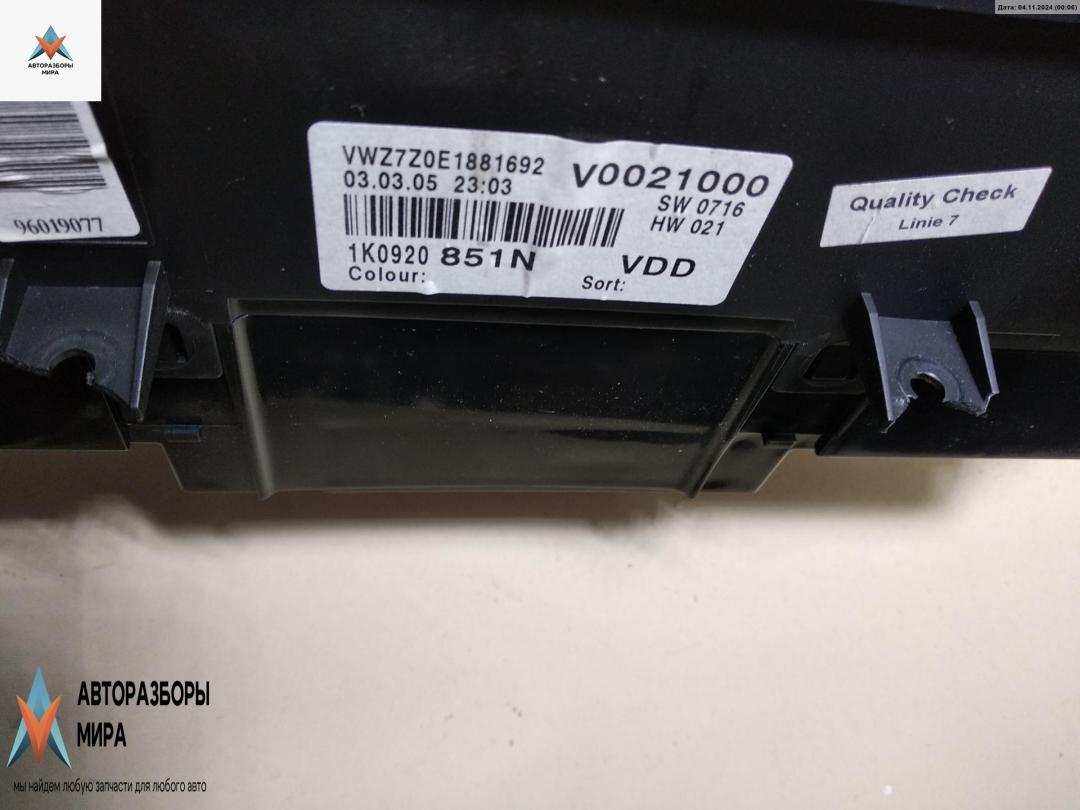 Дата: 04.11.2024 (00:06)
АВТОРАЗБОРЫ
МИРА
VWZ7Z0E1881692
03.03.05 23:03
V0021000
SW 0716
HW 021
1K0920 851N
VDD
Colour:
Sort:
Quality Check
Linie 7
96019077
АВТОРАЗБОРЫ
МИРА
мы найдем любую запчасти для любого авто